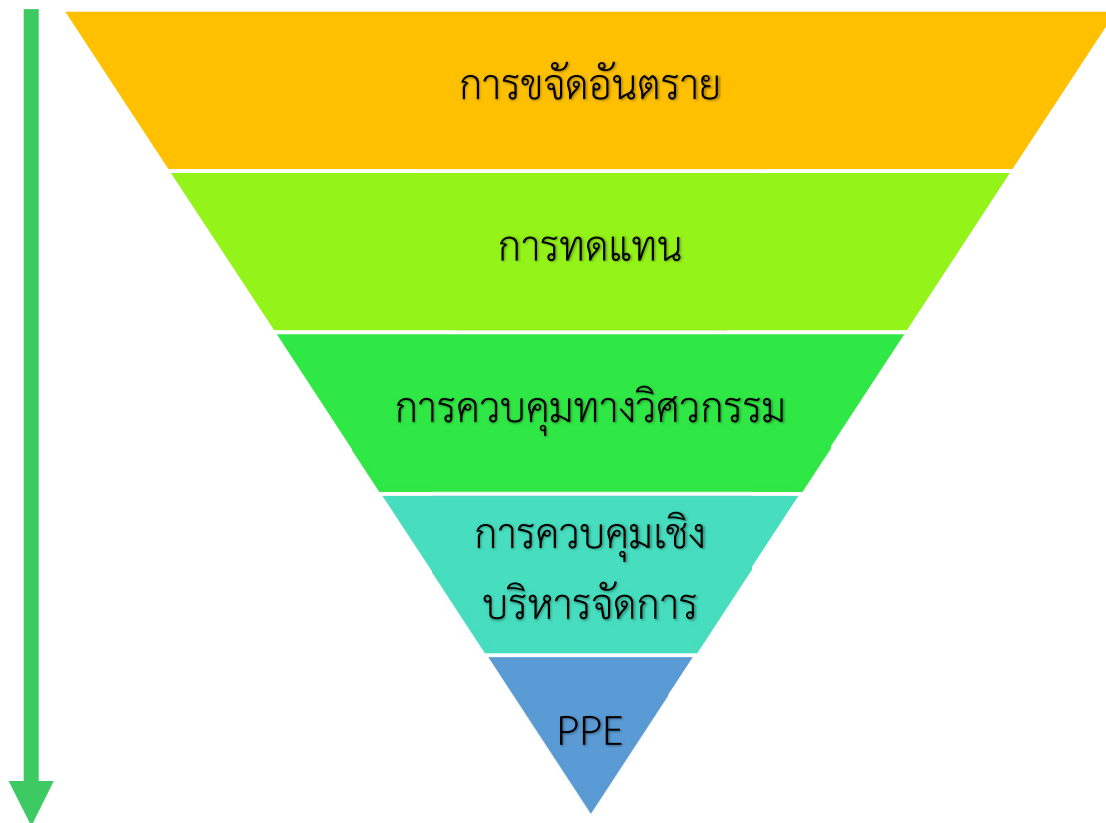 การขจัดอันตราย
การทดแทน
การควบคุมทางวิศวกรรม
การควบคุมเชิง
บริหารจัดการ
PPE